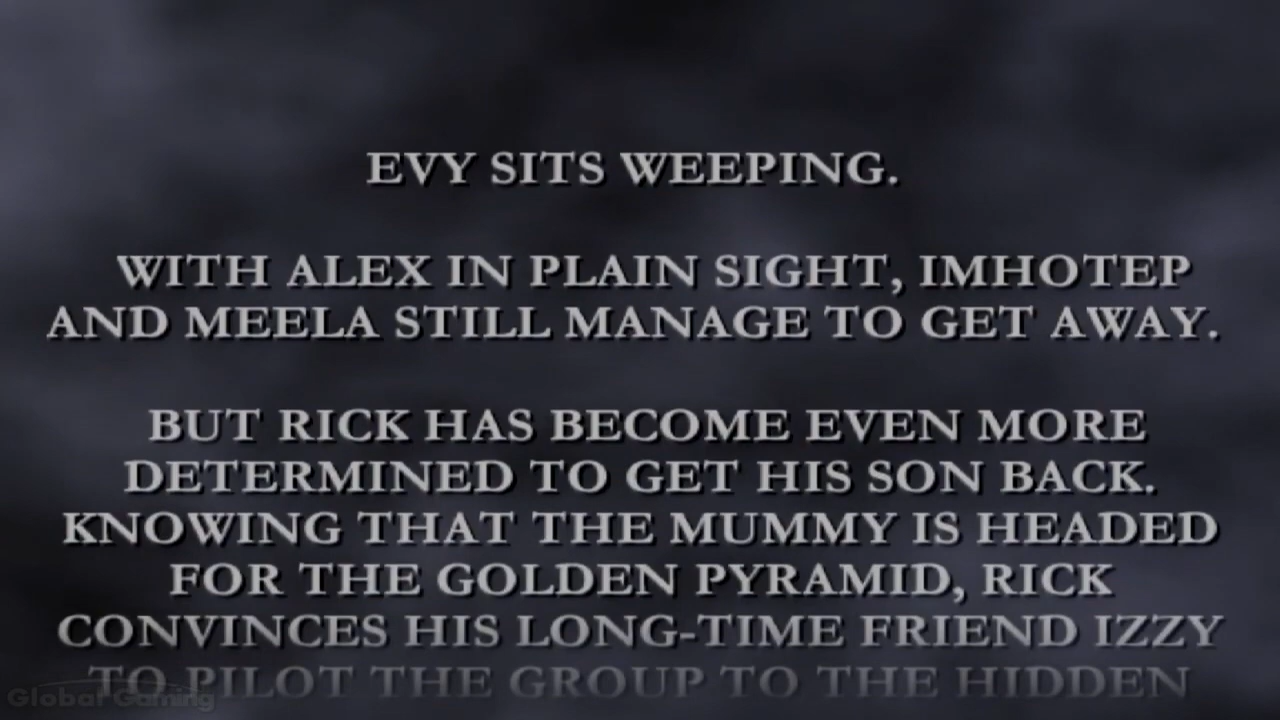 EVY SITS WEEPING.
WITH ALEX IN PLAIN SIGHT, IMHOTEP
AND MEELA STILL MANAGE TO GET AWAY.
BUT RICK HAS BECOME EVEN MORE
DETERMINED TO GET HIS SON BACK.
KNOWING THAT THE MUMMY IS HEADED
FOR THE GOLDEN PYRAMID, RICK
CONVINCES HIS LONG-TIME FRIEND IZZY
TO PILOT THE GROUP TO THE HIDDEN
Global Gaming